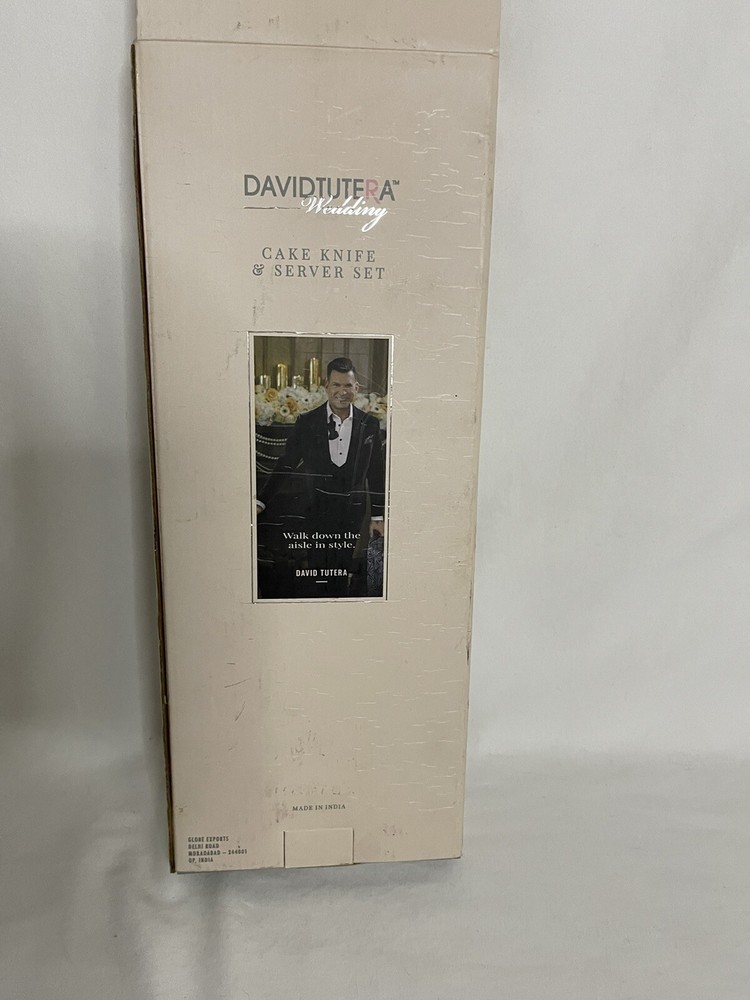 DAVIDTUTERA™
Wedding
CAKE KNIFE
& SERVER SET
Walk down the
aisle in style.
DAVID TUTERA
MADE IN INDIA
GLOBE EXPORTS
DELHI ROAD
MORADABAD – 244001
UP, INDIA